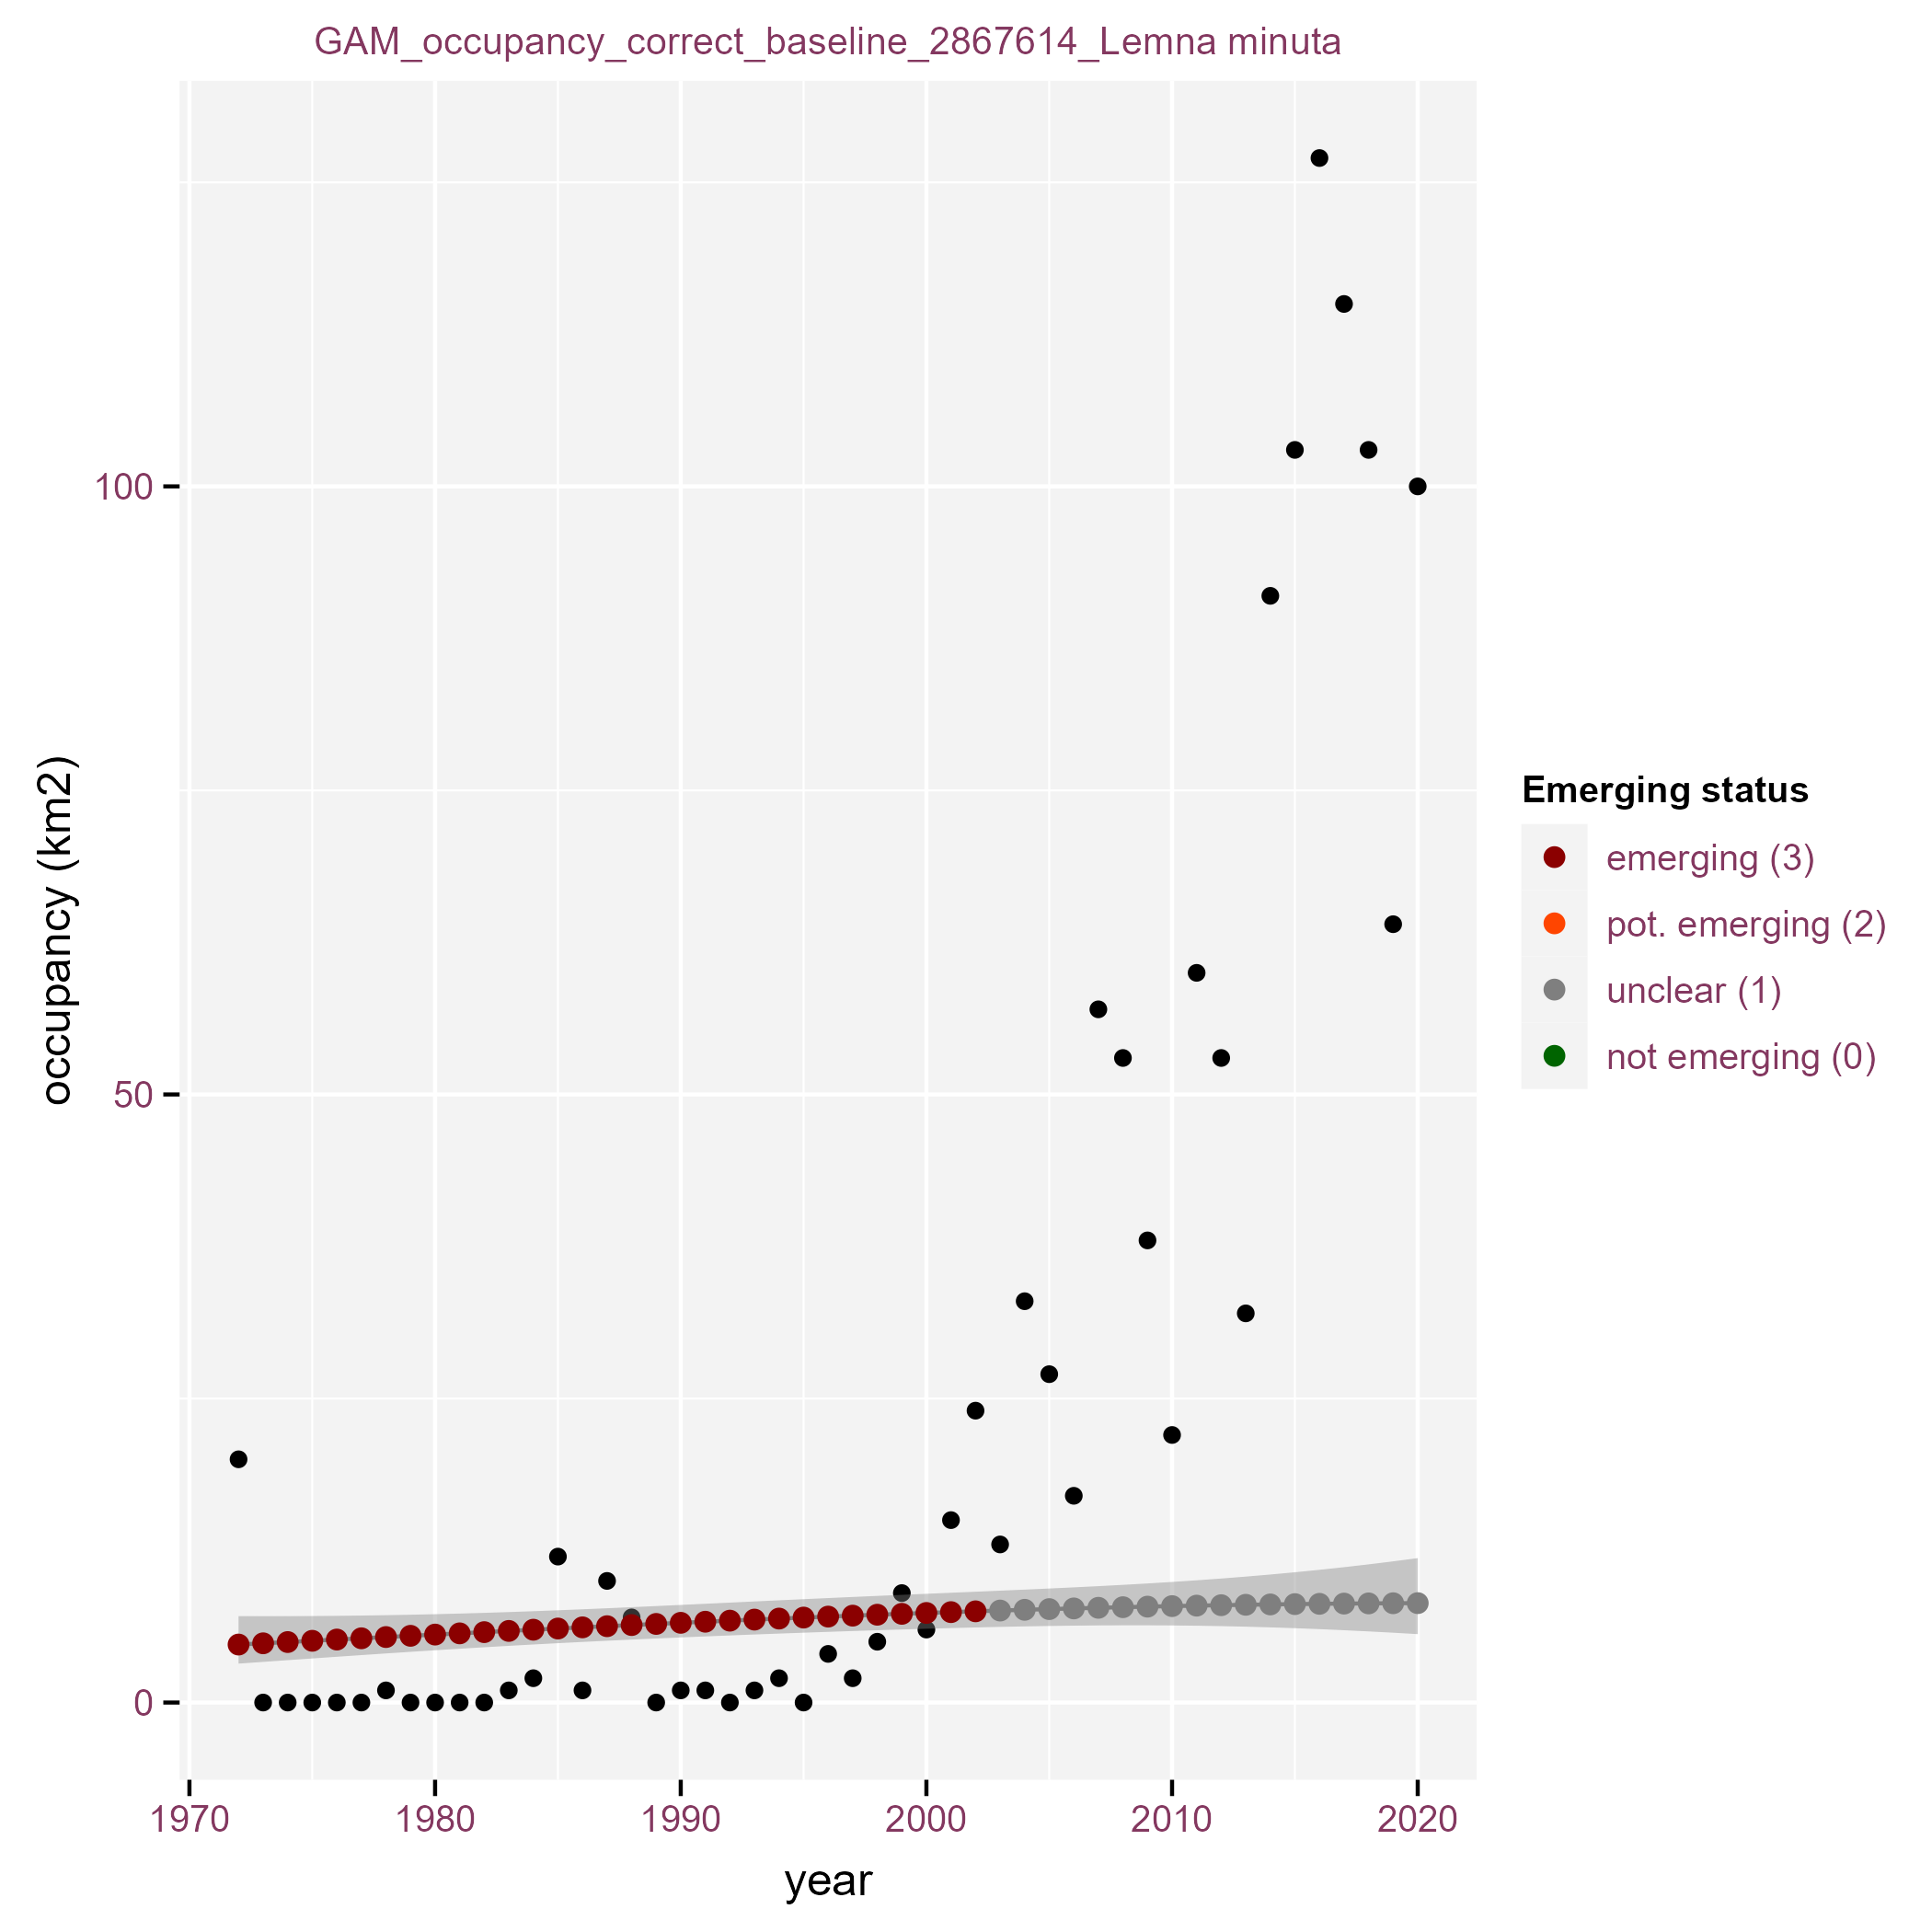 GAM_occupancy_correct_baseline_2867614_Lemna minuta
100
50
0
occupancy (km2)
1970 1980 1990 2000 2010 2020
year
Emerging status
emerging (3)
pot. emerging (2)
unclear (1)
not emerging (0)